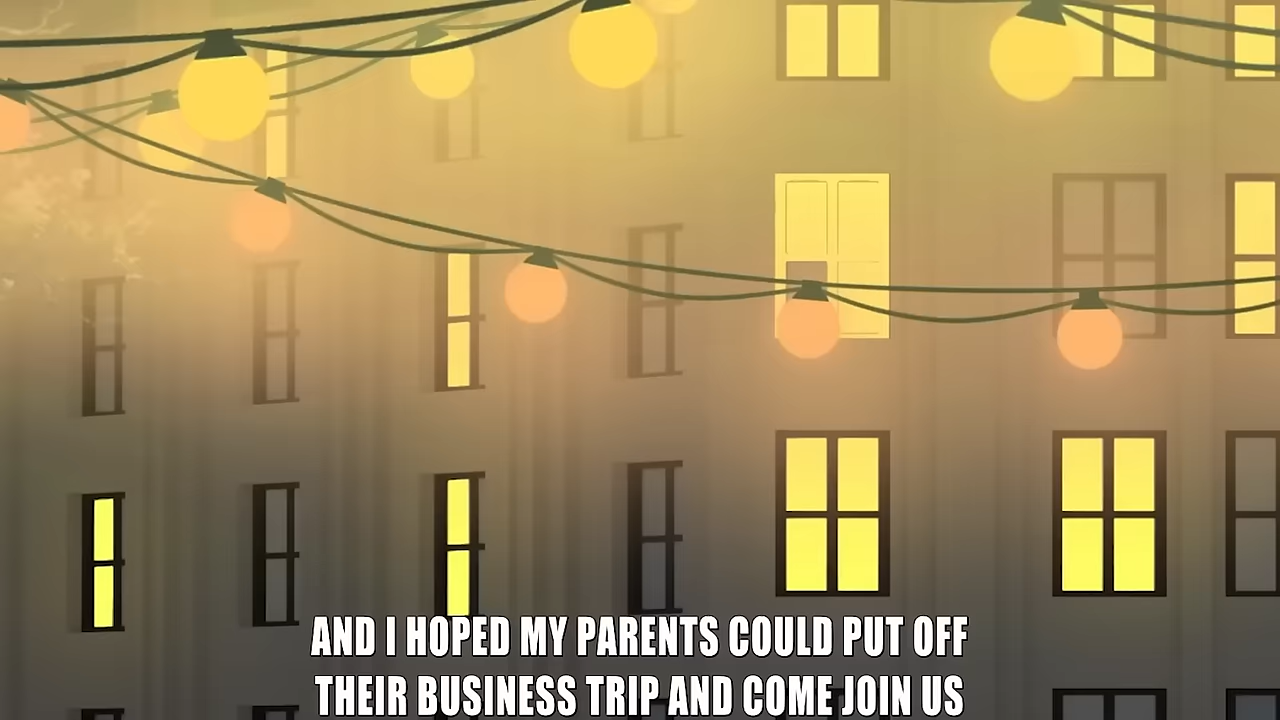 AND I HOPED MY PARENTS COULD PUT OFF
THEIR BUSINESS TRIP AND COME JOIN US